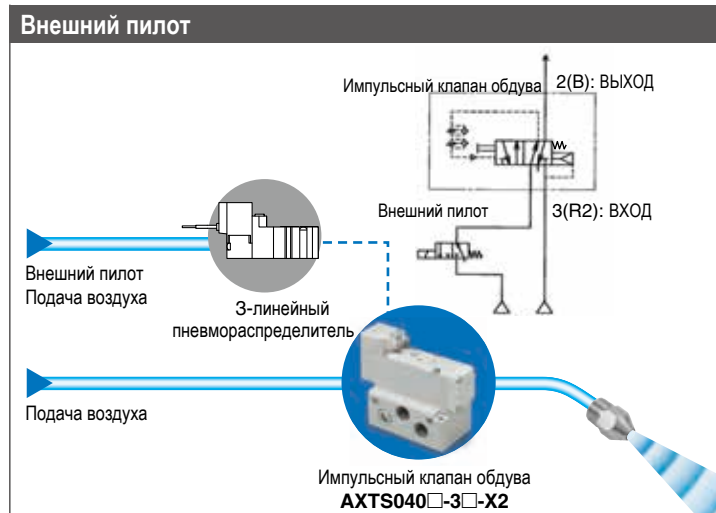 Внешний пилот
Импульсный клапан обдува
2(B): ВЫХОД
Внешний пилот
3(R2): ВХОД
Внешний пилот
Подача воздуха
3-линейный
пневмораспределитель
Подача воздуха
Импульсный клапан обдува
AXTS040□-3□-X2